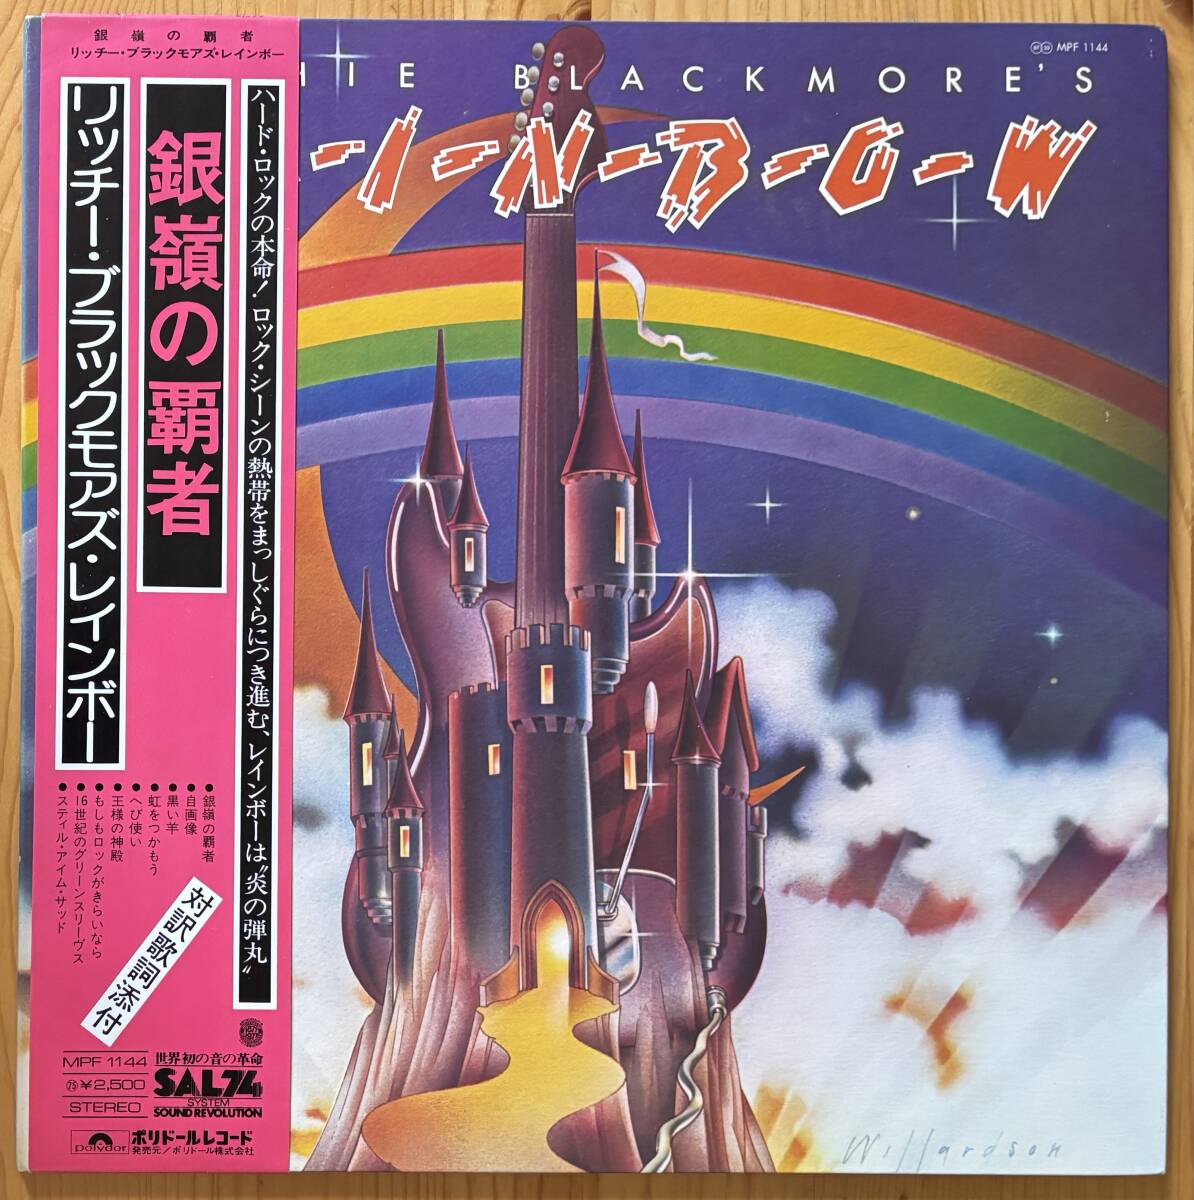 銀嶺の覇者
リッチー・ブラックモアズ・レインボー
ハード・ロックの本命!ロック・シーンの熱帯をまっしぐらにつき進む、レインボーは〝炎の弾丸〟
銀嶺の覇者
リッチー・ブラックモアズ・レインボー
●銀嶺の覇者
●自画像
●黒い羊
●虹をつかもう
●へび使い
●王様の神殿
●もしもロックがきらいなら
●16世紀のグリーンスリーヴス
●スティル・アイム・サッド
対訳歌詞添付
MPF 1144
㉕¥2,500
STEREO
世界初の音の革命
SAL74
SYSTEM
SOUND REVOLUTION
polydor
ポリドールレコード
発売元/ポリドール株式会社
MPF 1144
HIE BLACKMORE'S
-I-N-B-O-W
Willardson